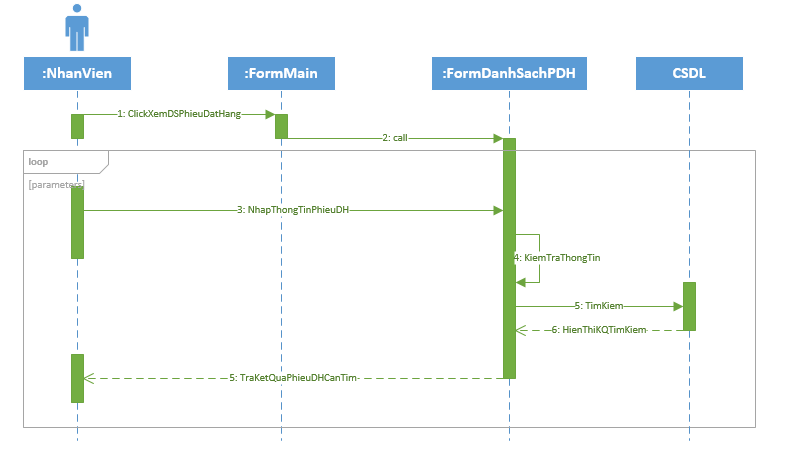 :NhanVien
:FormMain
:FormDanhSachPDH
CSDL
1: ClickXemDSPhieuDatHang
2: call
loop
[parameters]
3: NhapThongTinPhieuDH
4: KiemTraThongTin
5: TimKiem
6: HienThiKQTimKiem
5: TraKetQuaPhieuDHCanTim